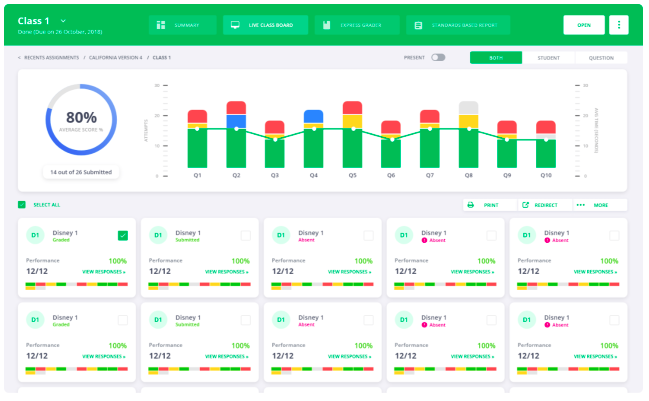 Class 1
Done (Due on 26 October, 2018)
SUMMARY
LIVE CLASS BOARD
EXPRESS GRADER
STANDARDS BASED REPORT
OPEN
< RECENTS ASSIGNMENTS / CALIFORNIA VERSION 4 / CLASS 1
PRESENT
BOTH
STUDENT
QUESTION
80%
AVERAGE SCORE %
14 out of 26 Submitted
ATTEMPTS
30
20
10
0
Q1 Q2 Q3 Q4 Q5 Q6 Q7 Q8 Q9 Q10
30
20
10
0
SELECT ALL
PRINT
REDIRECT
MORE
D1 Disney 1
Graded
Performance 100%
12/12 VIEW RESPONSES »
D1 Disney 1
Submitted
Performance 100%
12/12 VIEW RESPONSES »
D1 Disney 1
Absent
Performance 100%
12/12 VIEW RESPONSES »
D1 Disney 1
Absent
Performance 100%
12/12 VIEW RESPONSES »
D1 Disney 1
Absent
Performance 100%
12/12 VIEW RESPONSES »
D1 Disney 1
Graded
Performance 100%
12/12 VIEW RESPONSES »
D1 Disney 1
Submitted
Performance 100%
12/12 VIEW RESPONSES »
D1 Disney 1
Absent
Performance 100%
12/12 VIEW RESPONSES »
D1 Disney 1
Absent
Performance 100%
12/12 VIEW RESPONSES »
D1 Disney 1
Absent
Performance 100%
12/12 VIEW RESPONSES »